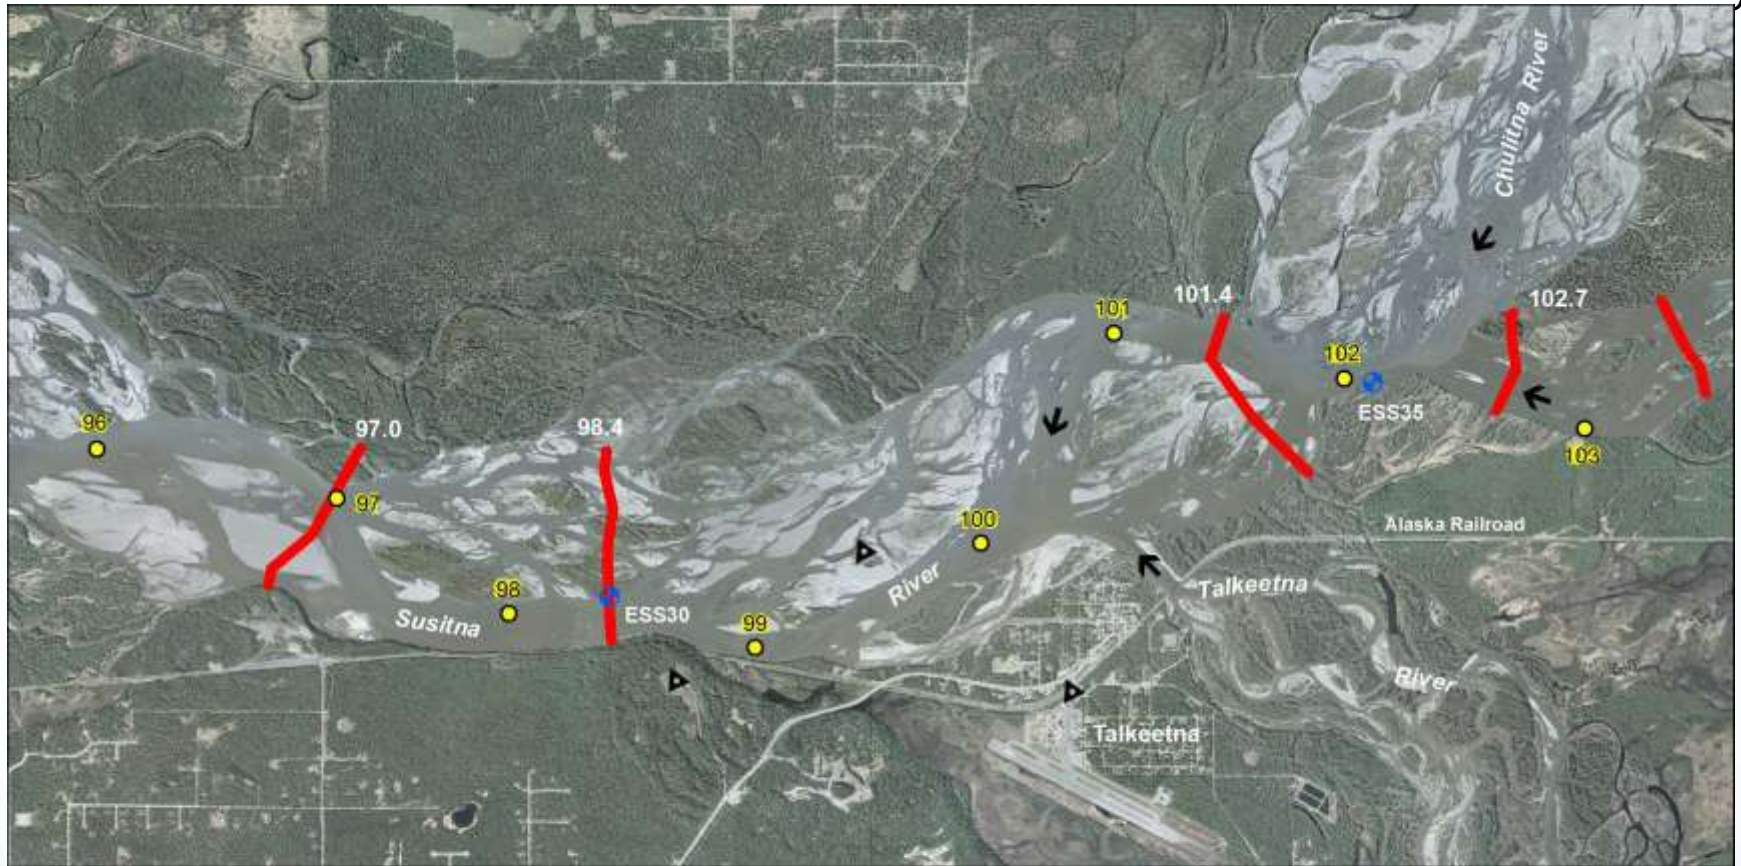 Chulitna River
101.4
102.7
101
102
ESS35
103
96
97.0
98.4
97
100
Alaska Railroad
River
Talkeetna
98
Susitna
ESS30
99
River
Talkeetna